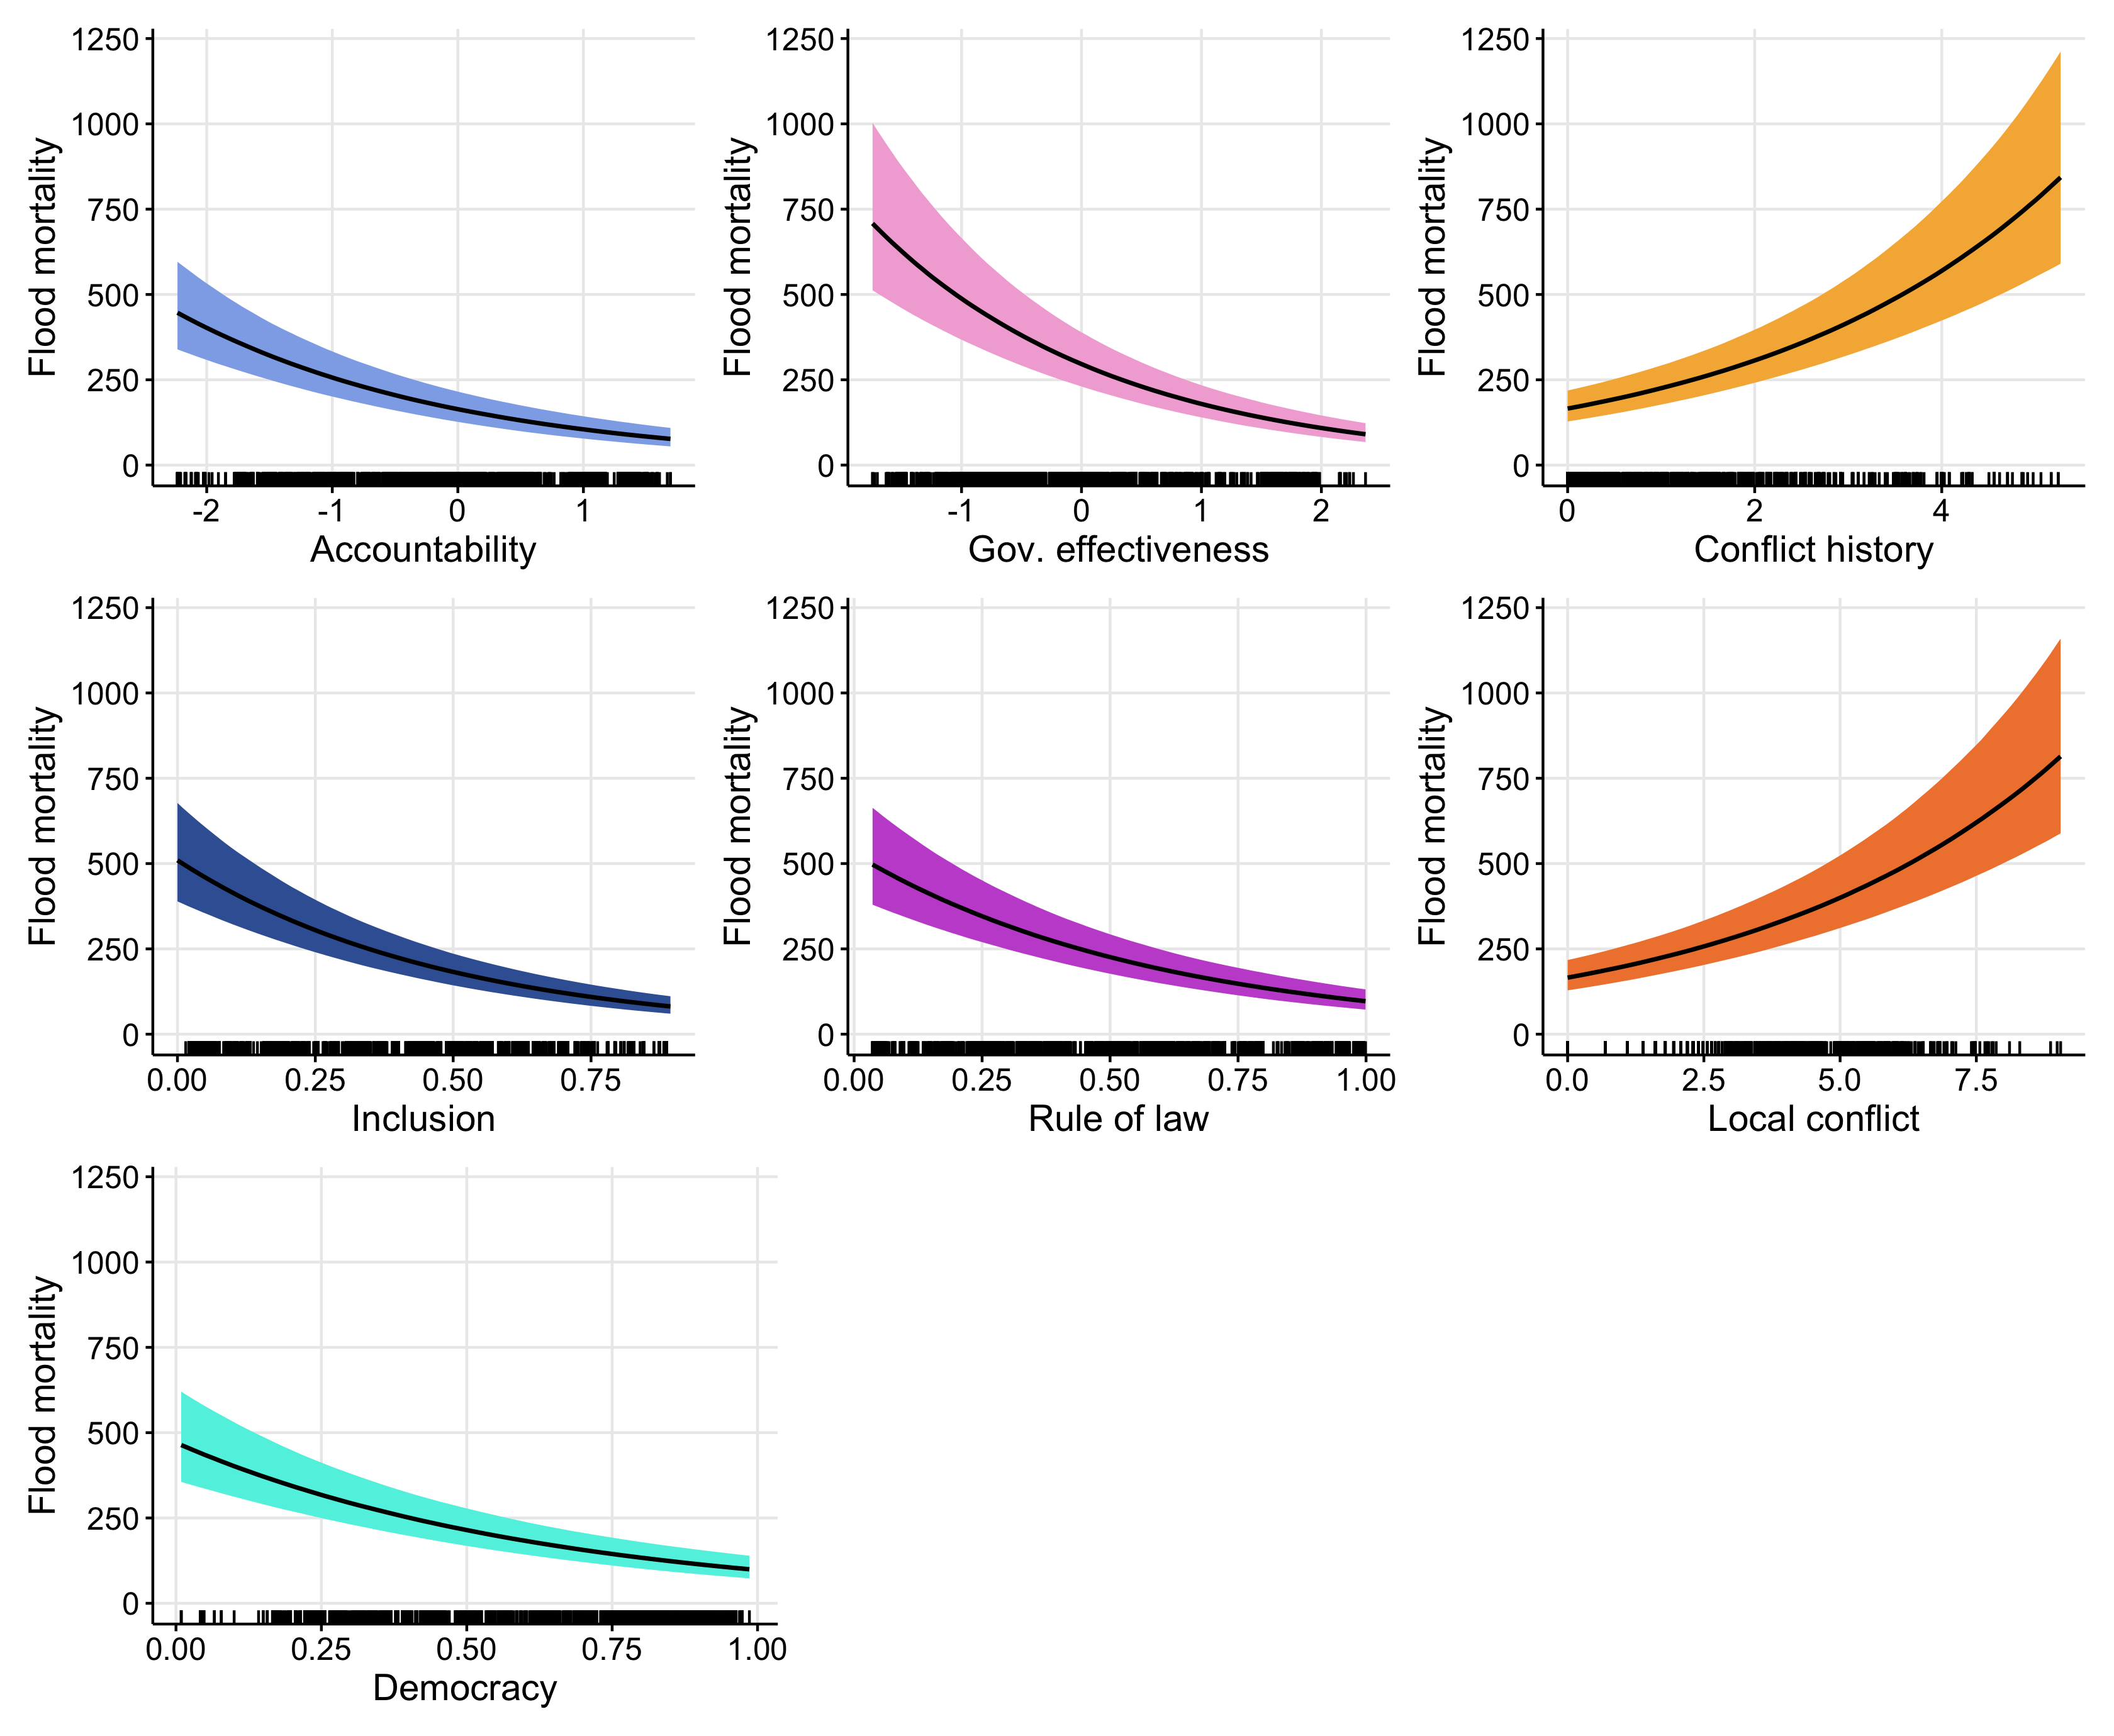 1250
1000
750
500
250
0
Flood mortality
-2 -1 0 1
Accountability
1250
1000
750
500
250
0
Flood mortality
-1 0 1 2
Gov. effectiveness
1250
1000
750
500
250
0
Flood mortality
0 2 4
Conflict history
1250
1000
750
500
250
0
Flood mortality
0.00 0.25 0.50 0.75
Inclusion
1250
1000
750
500
250
0
Flood mortality
0.00 0.25 0.50 0.75 1.00
Rule of law
1250
1000
750
500
250
0
Flood mortality
0.0 2.5 5.0 7.5
Local conflict
1250
1000
750
500
250
0
Flood mortality
0.00 0.25 0.50 0.75 1.00
Democracy